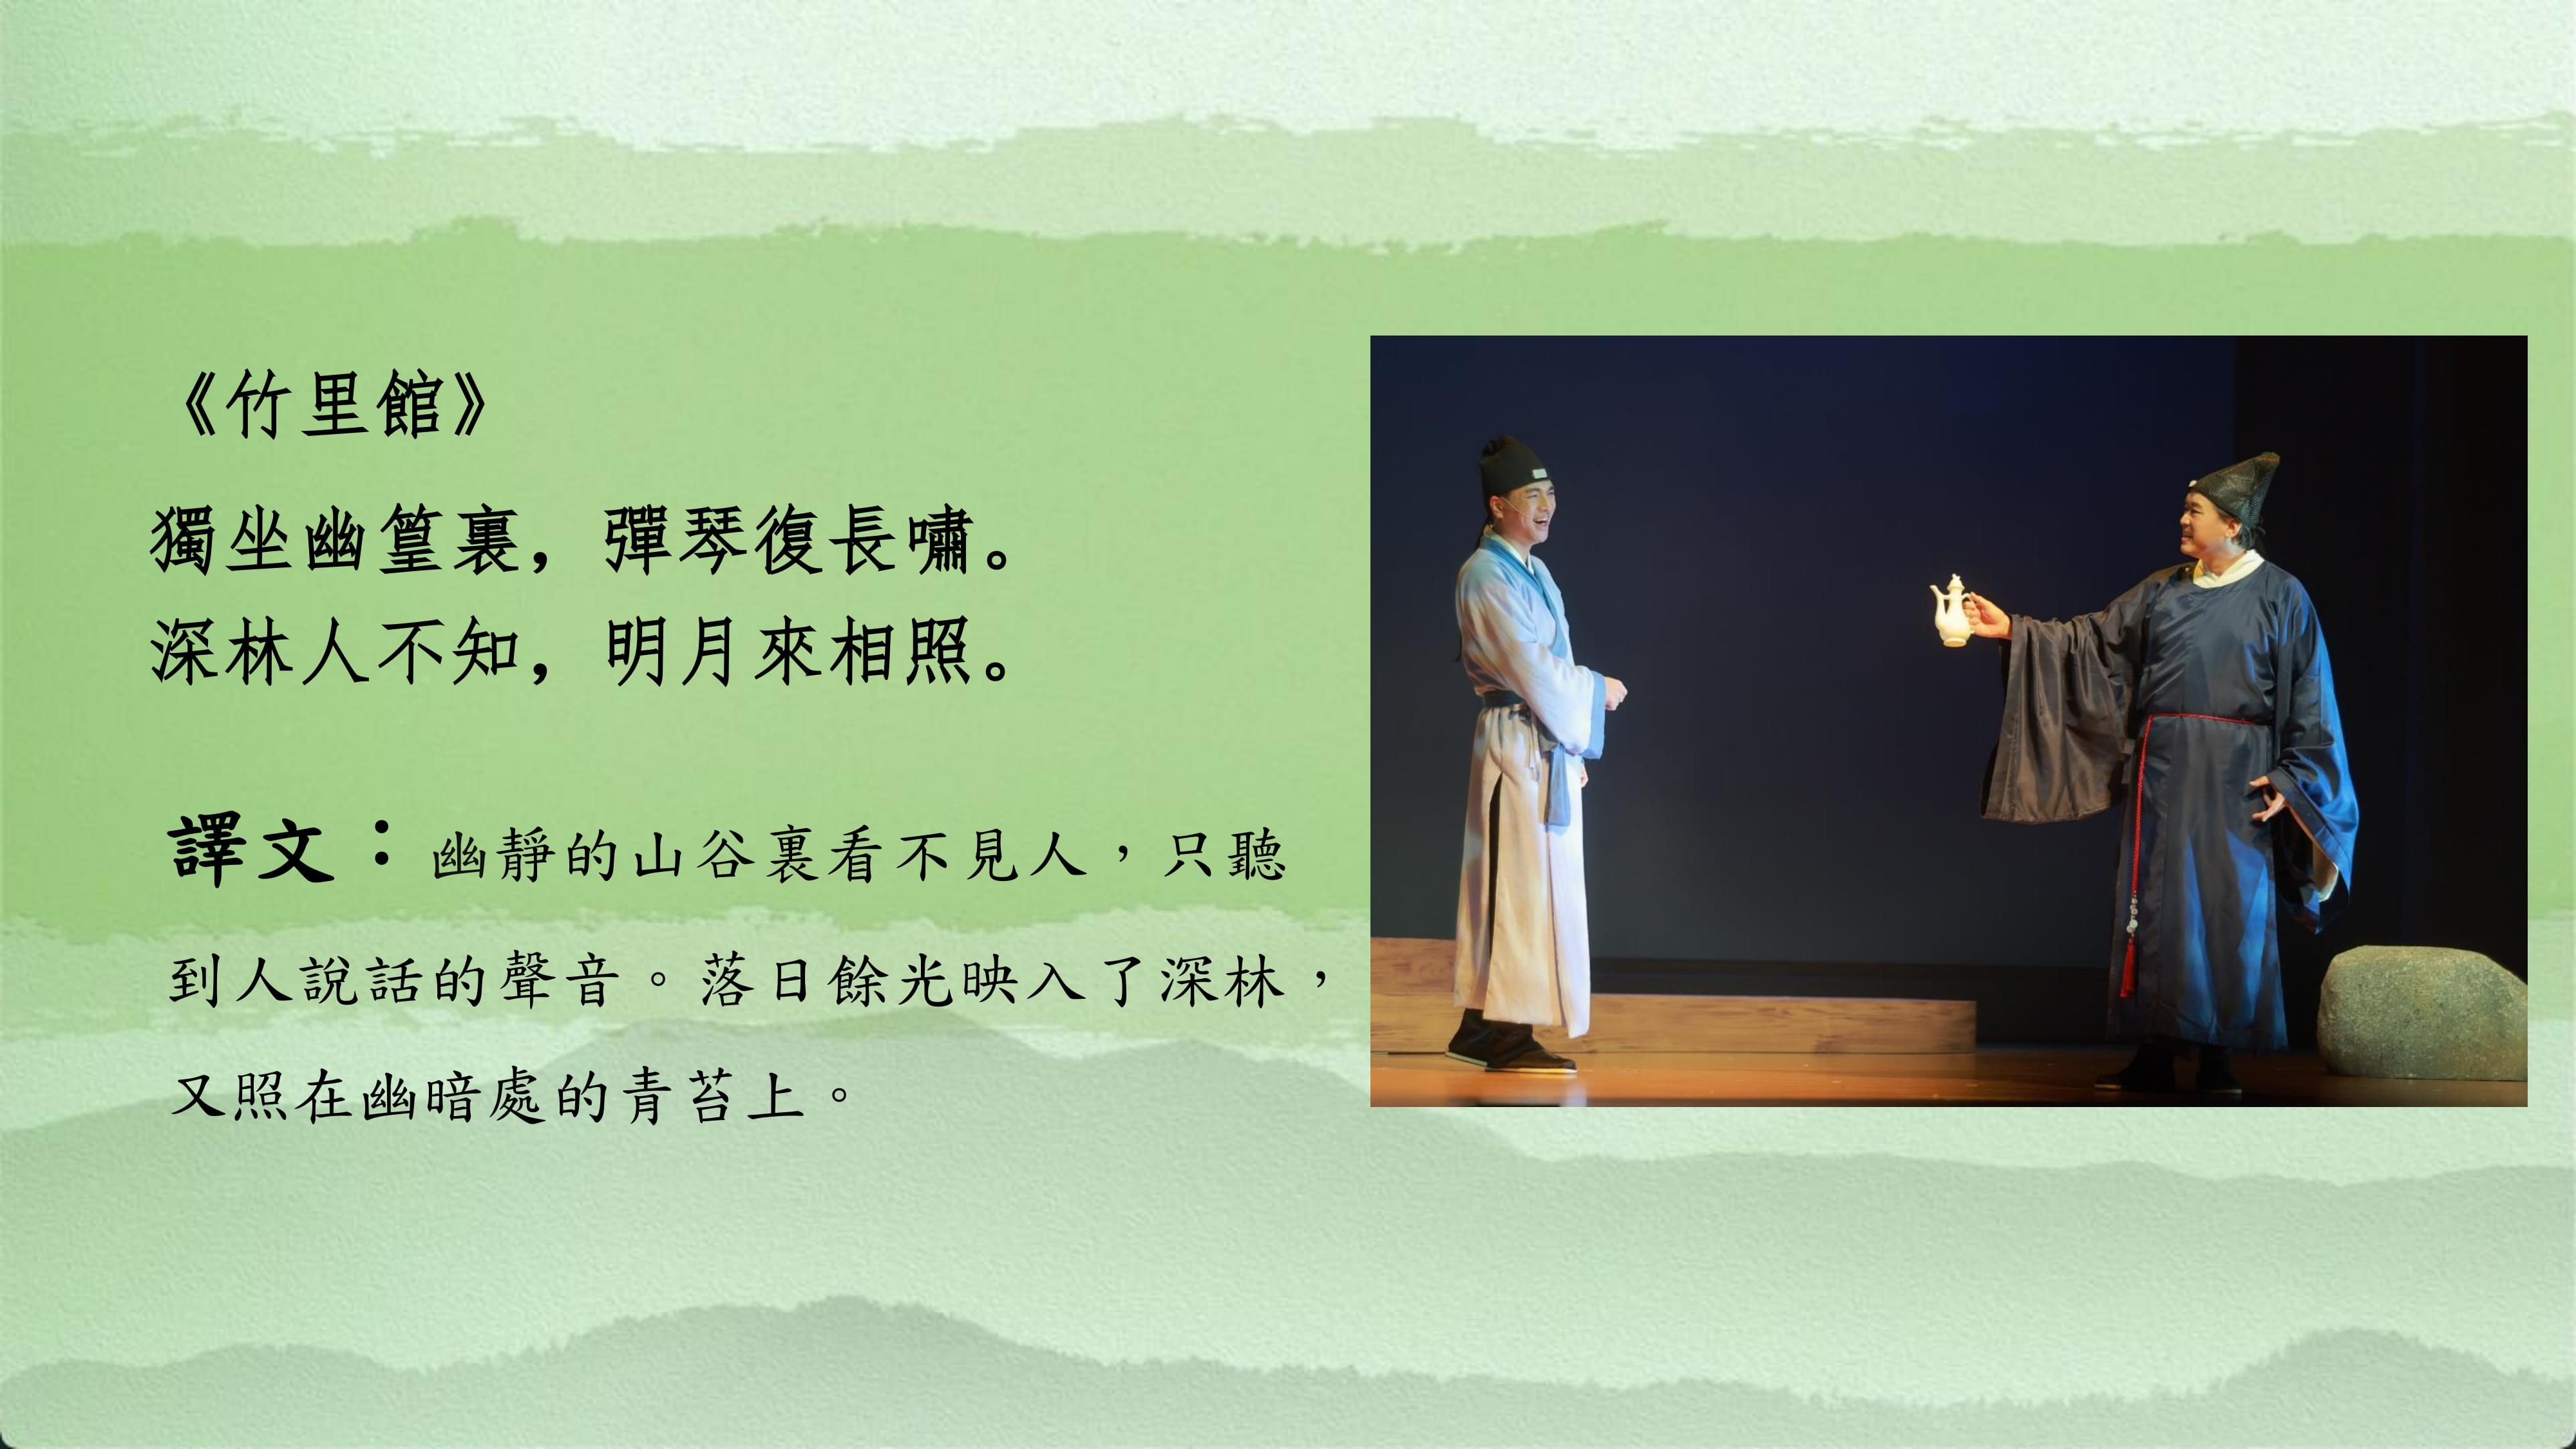 《竹里館》
獨坐幽篁裏，彈琴復長嘯。
深林人不知，明月來相照。
譯文：幽靜的山谷裏看不見人，只聽
到人說話的聲音。落日餘光映入了深林，
又照在幽暗處的青苔上。